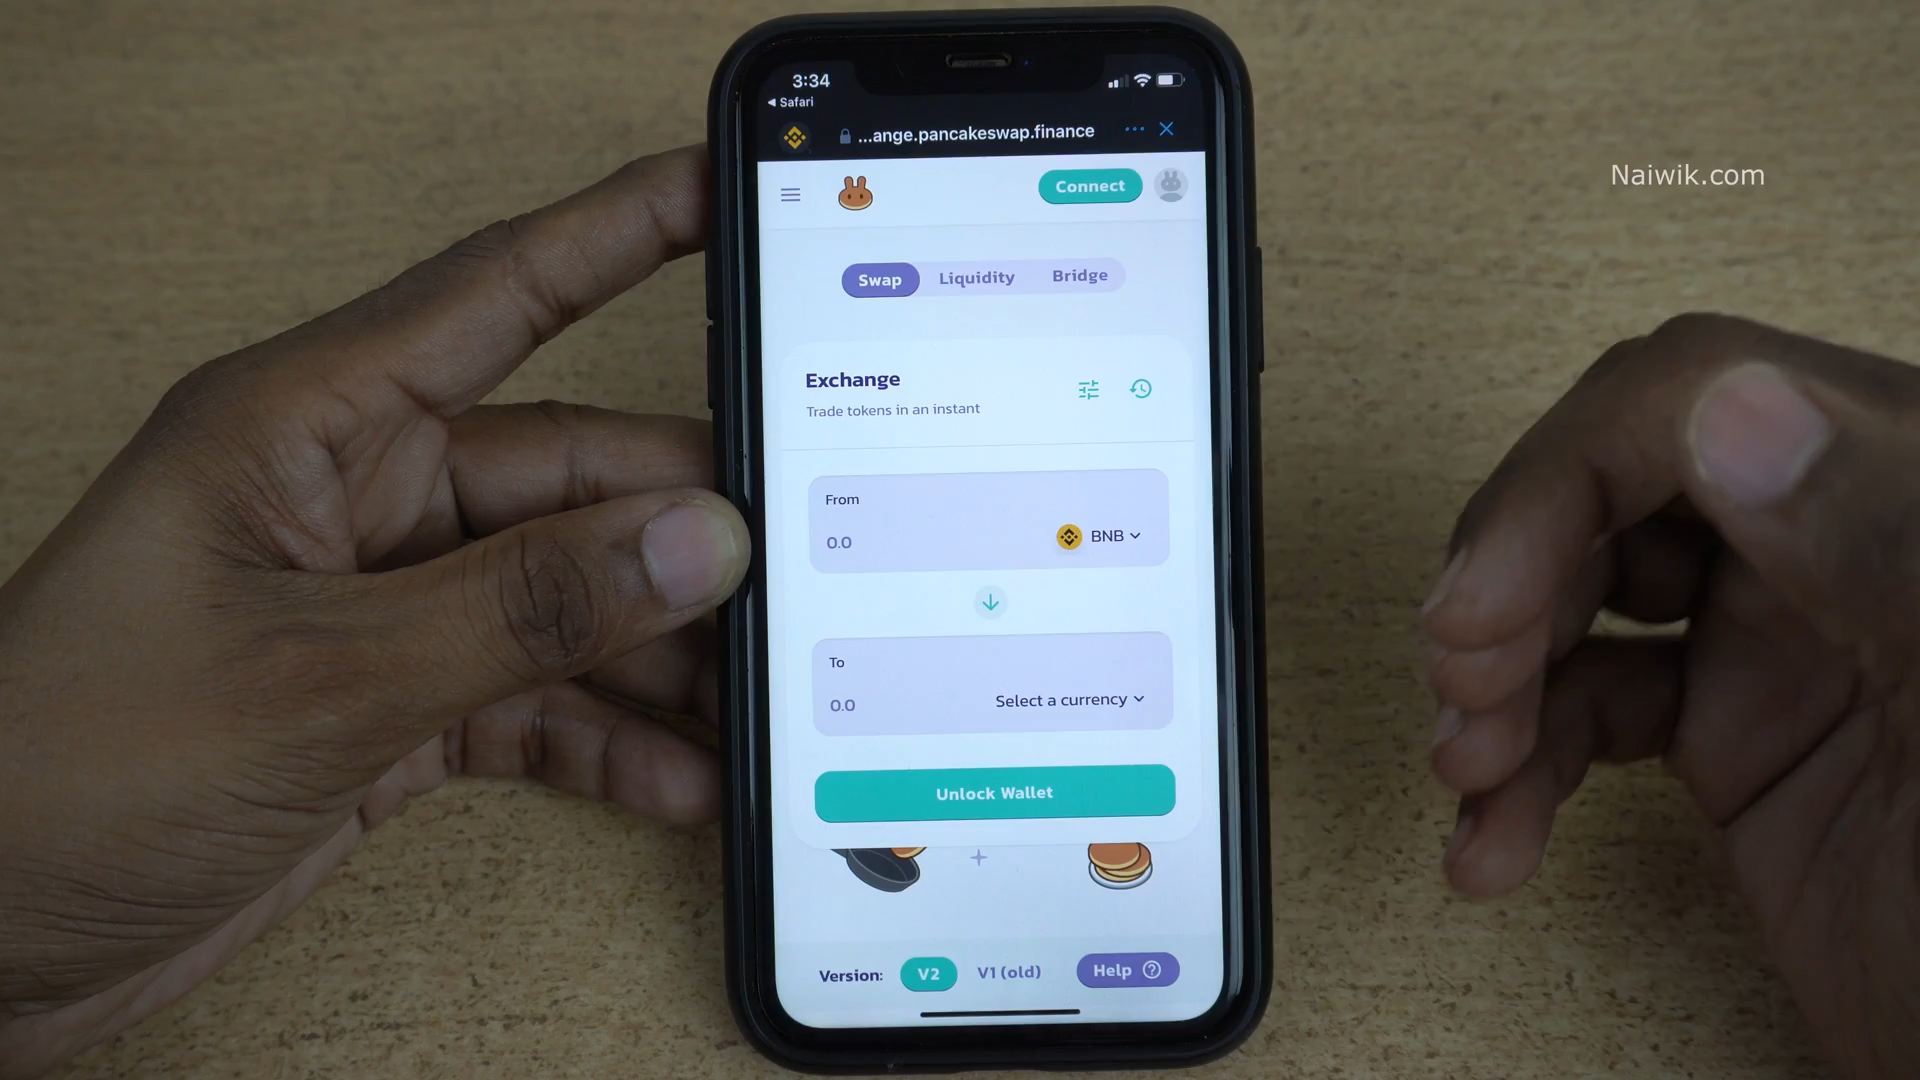 3:34
Safari
...ange.pancakeswap.finance
Naiwik.com
Connect
Swap Liquidity Bridge
Exchange
Trade tokens in an instant
From
0.0 BNB
To
0.0 Select a currency
Unlock Wallet
Version: V2 V1 (old) Help